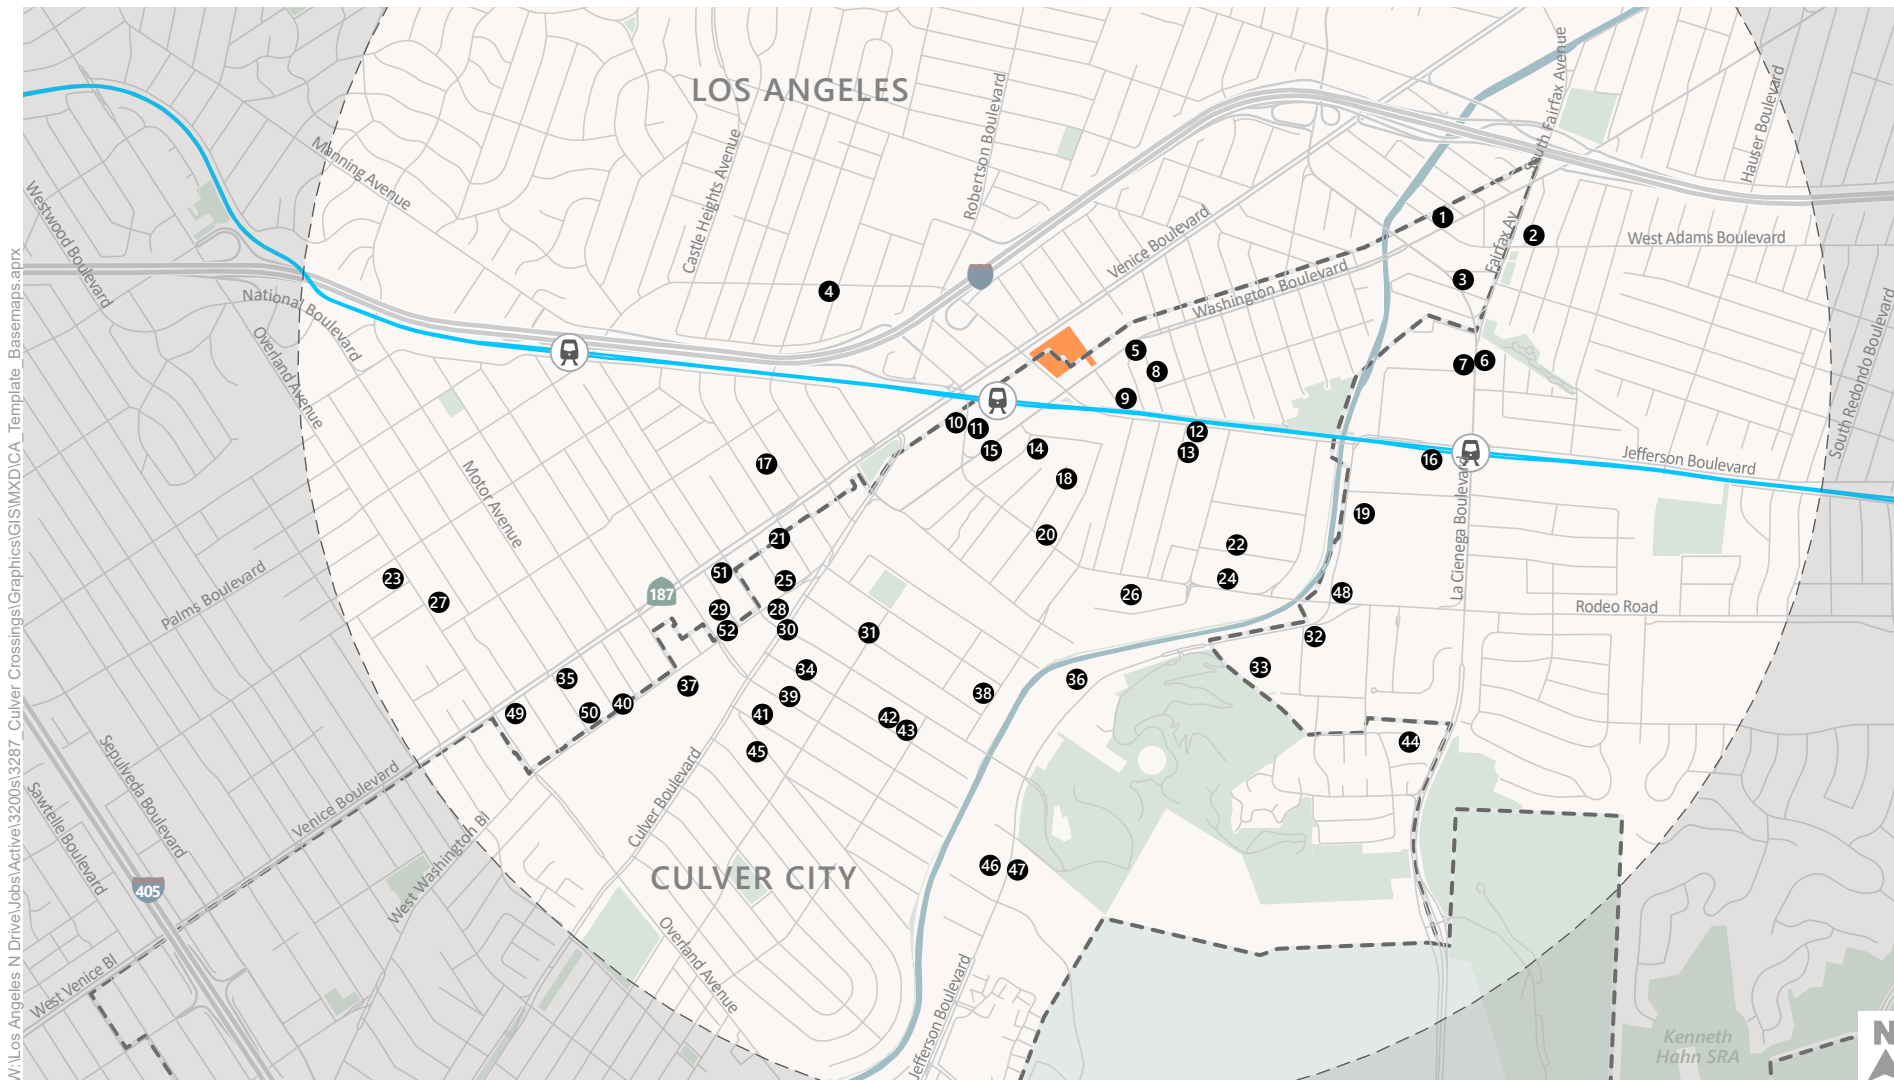 LOS ANGELES
South Fairfax Avenue
Hauser Boulevard
Robertson Boulevard
Castle Heights Avenue
Manning Avenue
Westwood Boulevard
1
2
Fairfax Av
West Adams Boulevard
Venice Boulevard
3
Washington Boulevard
4
National Boulevard
Overland Avenue
South Redondo Boulevard
5
6
7
8
9
10
11
12
13
14
15
16
Jefferson Boulevard
17
18
Motor Avenue
19
La Cienega Boulevard
20
21
22
23
24
25
26
27
28
29
30
31
32
33
34
35
36
37
38
39
40
41
42
43
44
45
46
47
48
49
50
51
52
187
Rodeo Road
Palms Boulevard
Sepulveda Boulevard
Sawtelle Boulevard
Venice Boulevard
West Washington Bl
Culver Boulevard
CULVER CITY
405
Overland Avenue
West Venice Bl
Jefferson Boulevard
Kenneth
Hahn SRA
N
W:\Los Angeles N Drive\Jobs\Active\3200s\3287_Culver Crossings\Graphics\GIS\MXD\CA_Template_Basemaps.aprx